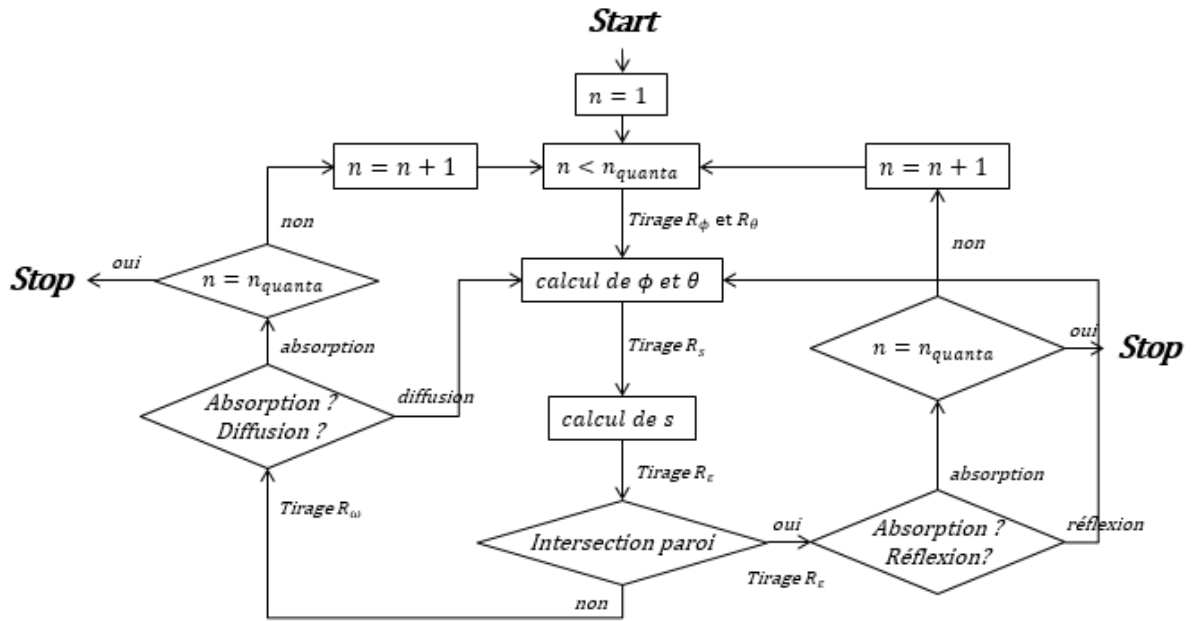 Start
n = 1
n = n + 1
n < n_quanta
n = n + 1
Tirage R_ϕ et R_θ
non
non
Stop
oui
n = n_quanta
calcul de ϕ et θ
absorption
Tirage R_s
n = n_quanta
oui
Stop
Absorption ?
Diffusion ?
diffusion
calcul de s
absorption
Tirage R_ω
Tirage R_ε
Intersection paroi
oui
Absorption ?
Réflexion?
réflexion
Tirage R_ε
non